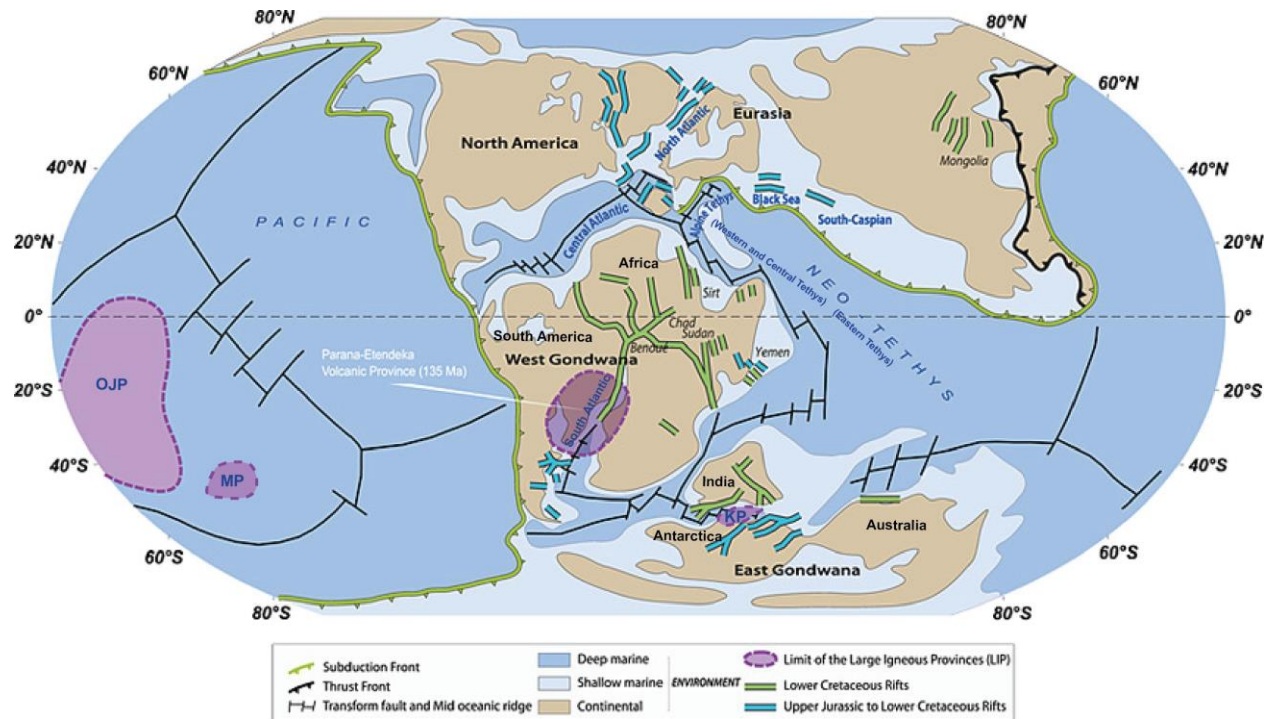 80°N
80°N
60°N
60°N
Eurasia
North America
North Atlantic
Mongolia
40°N
40°N
Black Sea
South-Caspian
PACIFIC
Central Atlantic
Alpine Tethys
(Western and Central Tethys)
20°N
20°N
NEO - TETHYS
(Eastern Tethys)
Africa
Sirt
0°
0°
Chad
Sudan
South America
Benoué
West Gondwana
Yemen
Parana-Etendeka
Volcanic Province (135 Ma)
OJP
20°S
20°S
South Atlantic
40°S
40°S
MP
India
KP
Australia
Antarctica
60°S
60°S
East Gondwana
80°S
80°S
Subduction Front
Thrust Front
Transform fault and Mid oceanic ridge
Deep marine
Shallow marine
Continental
ENVIRONMENT
Limit of the Large Igneous Provinces (LIP)
Lower Cretaceous Rifts
Upper Jurassic to Lower Cretaceous Rifts